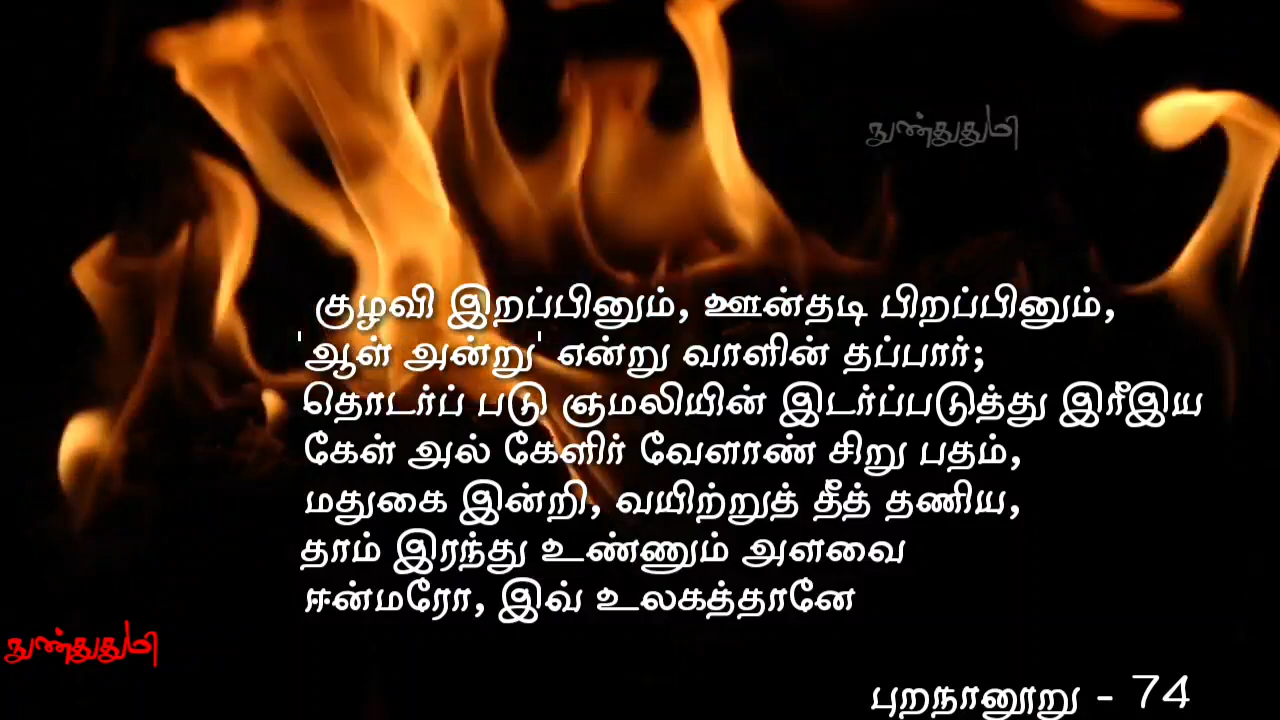 நுண்துதுமி
குழவி இறப்பினும், ஊன்தடி பிறப்பினும்,
'ஆள் அன்று' என்று வாளின் தப்பார்;
தொடர்ப் படு ஞமலியின் இடர்ப்படுத்து இரீஇய
கேள் அல் கேளிர் வேளாண் சிறு பதம்,
மதுகை இன்றி, வயிற்றுத் தீத் தணிய,
தாம் இரந்து உண்ணும் அளவை
ஈன்மரோ, இவ் உலகத்தானே
நுண்துதுமி
புறநானூறு - 74